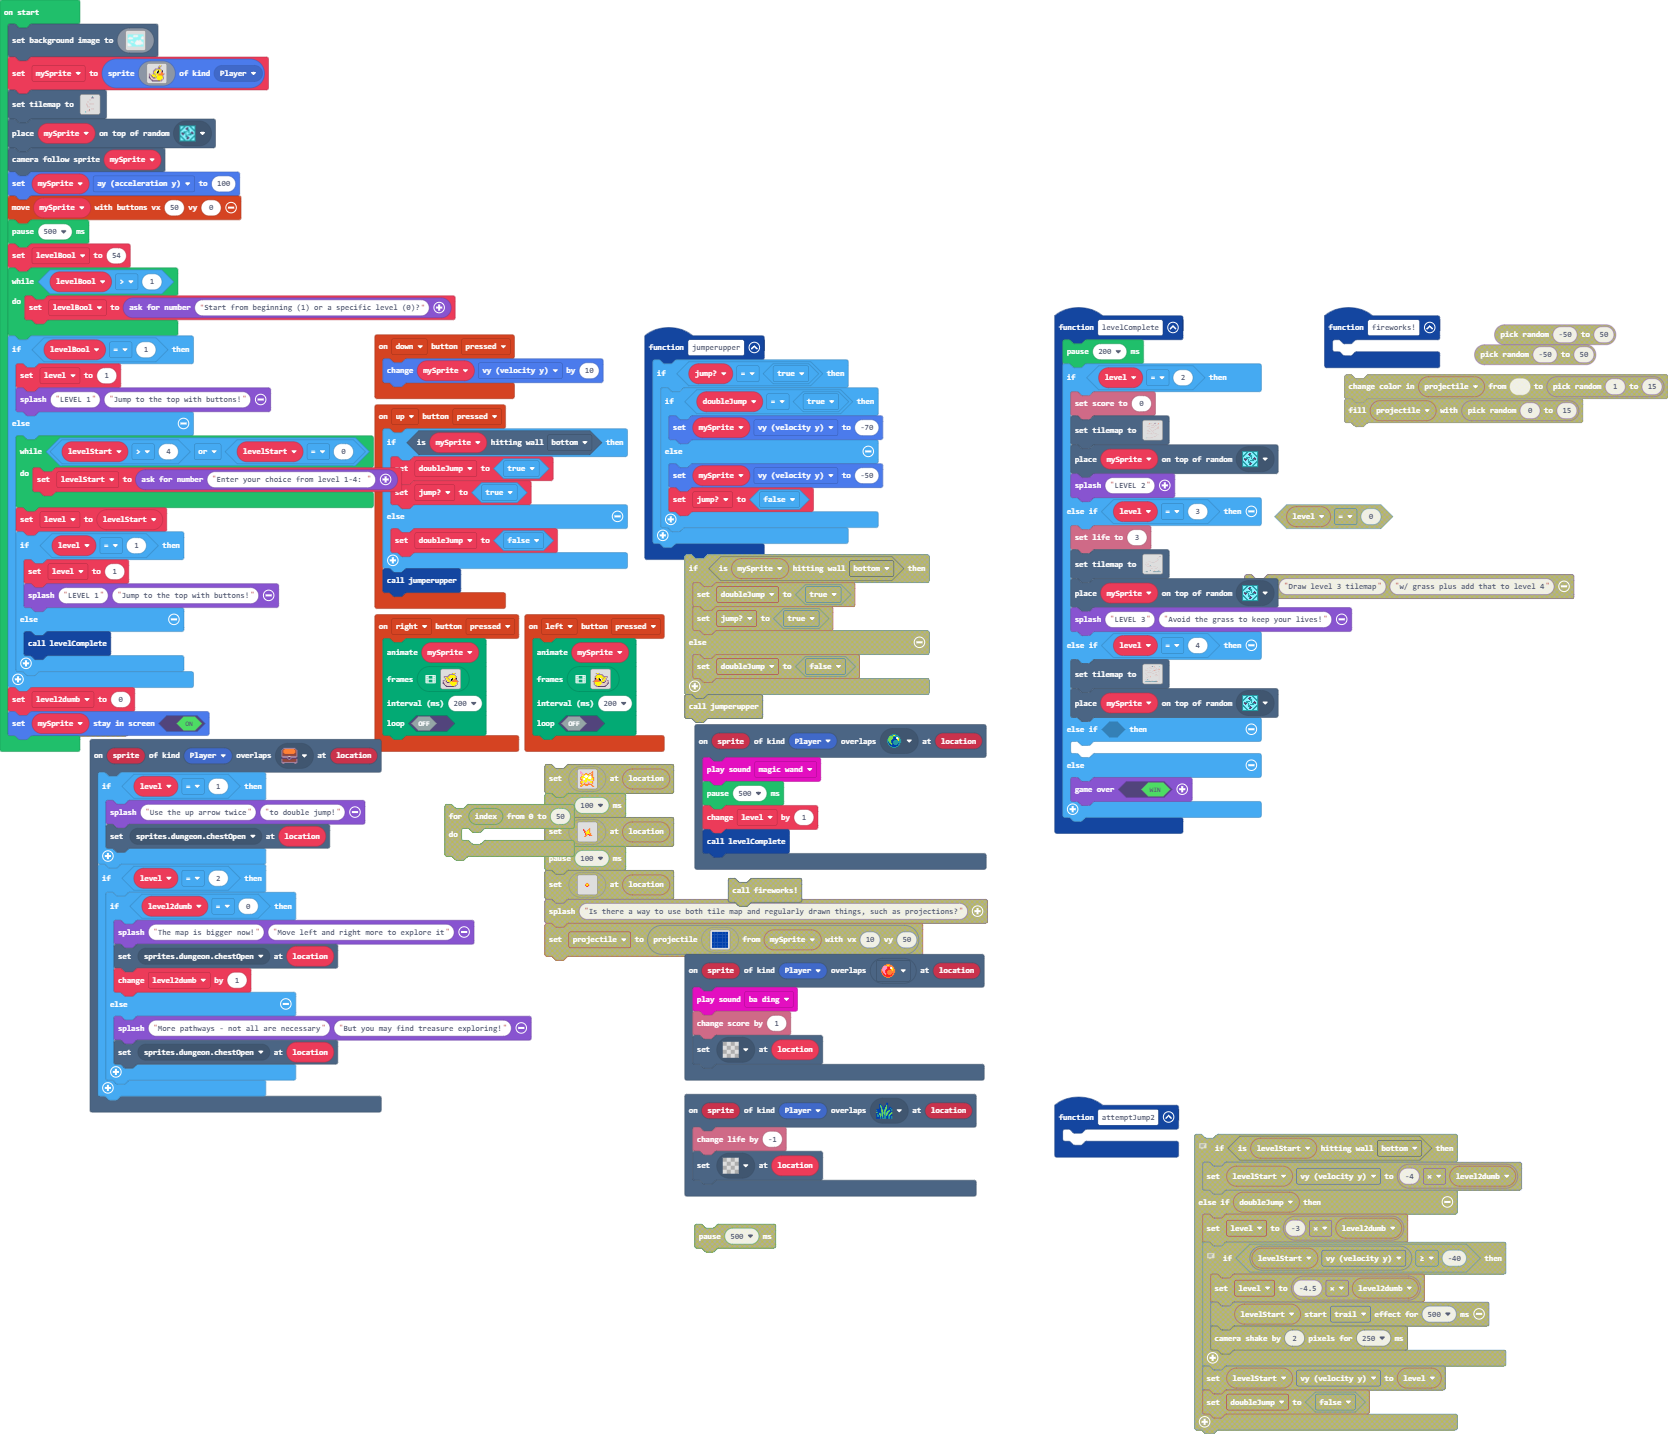 on start
set background image to
set mySprite to sprite of kind Player
set tilemap to
place mySprite on top of random
camera follow sprite mySprite
set mySprite ay (acceleration y) to 100
move mySprite with buttons vx 50 vy 0
pause 500 ms
set levelBool to 54
while levelBool > 1
do set levelBool to ask for number "Start from beginning (1) or a specific level (0)?"
if levelBool = 1 then
set level to 1
splash "LEVEL 1" "Jump to the top with buttons!"
else
while levelStart > 4 or levelStart = 0
do set levelStart to ask for number "Enter your choice from level 1-4: "
set level to levelStart
if level = 1 then
set level to 1
splash "LEVEL 1" "Jump to the top with buttons!"
else
call levelComplete
set level2dumb to 0
set mySprite stay in screen ON
on sprite of kind Player overlaps at location
if level = 1 then
splash "Use the up arrow twice" "to double jump!"
set sprites.dungeon.chestOpen at location
if level = 2 then
if level2dumb = 0 then
splash "The map is bigger now!" "Move left and right more to explore it"
set sprites.dungeon.chestOpen at location
change level2dumb by 1
else
splash "More pathways - not all are necessary" "But you may find treasure exploring!"
set sprites.dungeon.chestOpen at location
on down button pressed
change mySprite vy (velocity y) by 10
on up button pressed
if is mySprite hitting wall bottom then
set doubleJump to true
set jump? to true
else
set doubleJump to false
call jumperupper
on right button pressed
animate mySprite
frames
interval (ms) 200
loop OFF
on left button pressed
animate mySprite
frames
interval (ms) 200
loop OFF
function jumperupper
if jump? = true then
if doubleJump = true then
set mySprite vy (velocity y) to -70
else
set mySprite vy (velocity y) to -50
set jump? to false
if is mySprite hitting wall bottom then
set doubleJump to true
set jump? to true
else
set doubleJump to false
call jumperupper
on sprite of kind Player overlaps at location
play sound magic wand
pause 500 ms
change level by 1
call levelComplete
set at location
100 ms
for index from 0 to 50
do
set at location
pause 100 ms
set at location
call fireworks!
splash "Is there a way to use both tile map and regularly drawn things, such as projections?"
set projectile to projectile from mySprite with vx 10 vy 50
on sprite of kind Player overlaps at location
play sound ba ding
change score by 1
set at location
on sprite of kind Player overlaps at location
change life by -1
set at location
pause 500 ms
function levelComplete
pause 200 ms
if level = 2 then
set score to 0
set tilemap to
place mySprite on top of random
splash "LEVEL 2"
else if level = 3 then
set life to 3
set tilemap to
place mySprite on top of random
splash "LEVEL 3" "Avoid the grass to keep your lives!"
else if level = 4 then
set tilemap to
place mySprite on top of random
else if then
else
game over WIN
function fireworks!
pick random -50 to 50
pick random -50 to 50
change color in projectile from to pick random 1 to 15
fill projectile with pick random 0 to 15
level = 0
"Draw level 3 tilemap" "w/ grass plus add that to level 4"
function attemptJump2
if is levelStart hitting wall bottom then
set levelStart vy (velocity y) to -4 × level2dumb
else if doubleJump then
set level to -3 × level2dumb
if levelStart vy (velocity y) ≥ -40 then
set level to -4.5 × level2dumb
levelStart start trail effect for 500 ms
camera shake by 2 pixels for 250 ms
set levelStart vy (velocity y) to level
set doubleJump to false